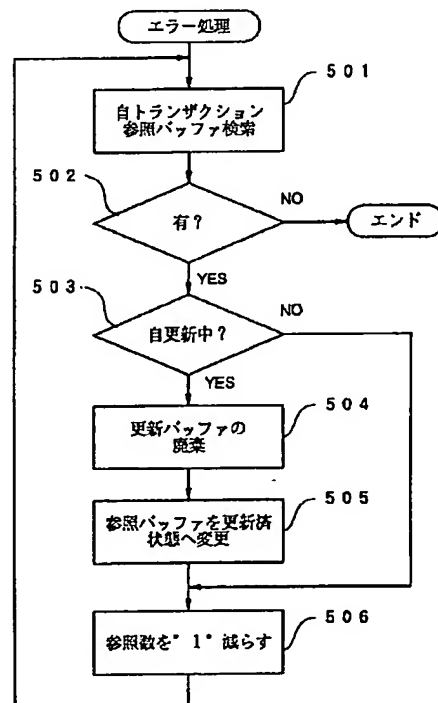 エラー処理
501
自トランザクション
参照バッファ検索
502
有?
NO
エンド
YES
503
自更新中?
NO
YES
504
更新バッファの
廃棄
505
参照バッファを更新済
状態へ変更
506
参照数を"1"減らす